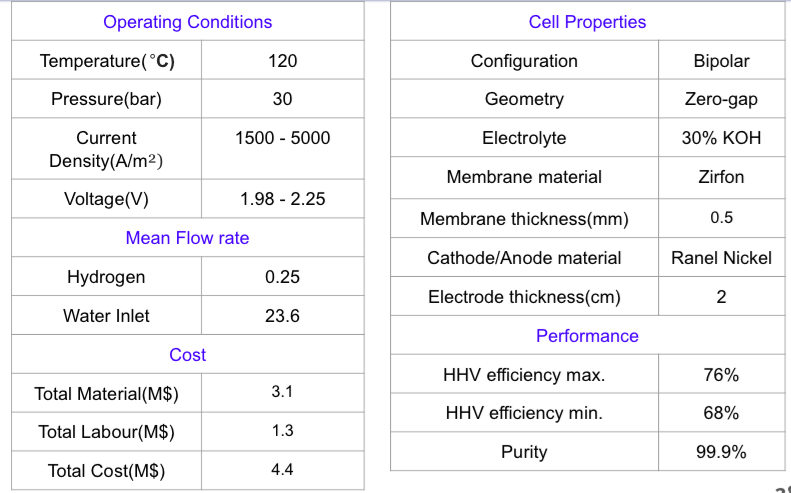 Operating Conditions
Temperature(°C) 120
Pressure(bar) 30
Current
Density(A/m²) 1500 - 5000
Voltage(V) 1.98 - 2.25
Mean Flow rate
Hydrogen 0.25
Water Inlet 23.6
Cost
Total Material(M$) 3.1
Total Labour(M$) 1.3
Total Cost(M$) 4.4
Cell Properties
Configuration Bipolar
Geometry Zero-gap
Electrolyte 30% KOH
Membrane material Zirfon
Membrane thickness(mm) 0.5
Cathode/Anode material Ranel Nickel
Electrode thickness(cm) 2
Performance
HHV efficiency max. 76%
HHV efficiency min. 68%
Purity 99.9%